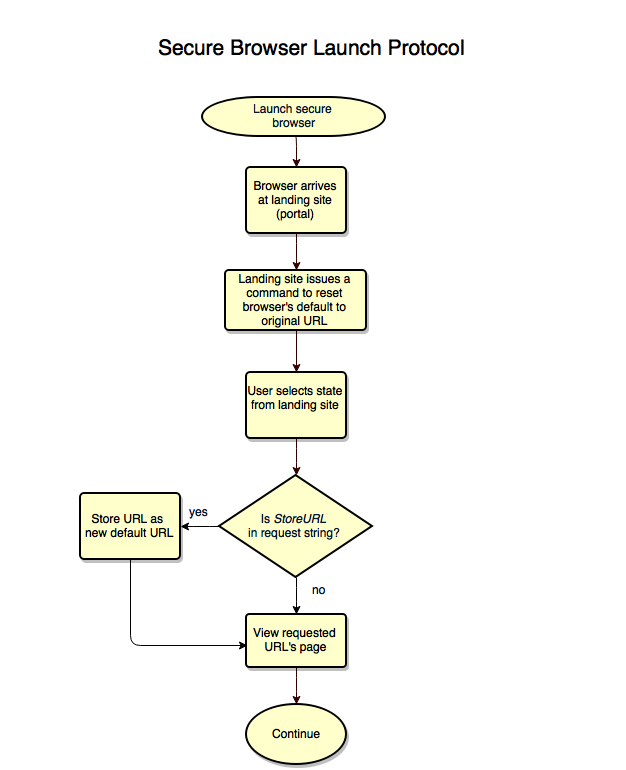 Secure Browser Launch Protocol
Launch secure
browser
Browser arrives
at landing site
(portal)
Landing site issues a
command to reset
browser's default to
original URL
User selects state
from landing site
Is StoreURL
in request string?
yes
Store URL as
new default URL
no
View requested
URL's page
Continue